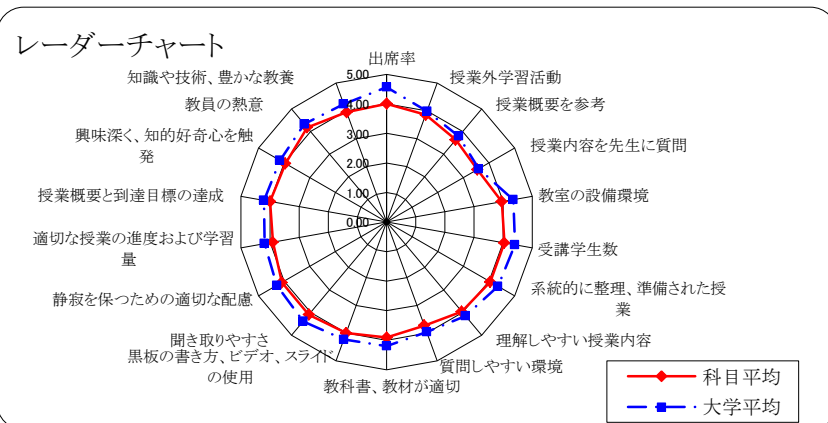 レーダーチャート
出席率
授業外学習活動
授業概要を参考
授業内容を先生に質問
教室の設備環境
受講学生数
系統的に整理、準備された授
業
理解しやすい授業内容
質問しやすい環境
教科書、教材が適切
黒板の書き方、ビデオ、スライド
の使用
聞き取りやすさ
静寂を保つための適切な配慮
適切な授業の進度および学習
量
授業概要と到達目標の達成
興味深く、知的好奇心を触
発
教員の熱意
知識や技術、豊かな教養
5.00
4.00
3.00
2.00
1.00
0.00
科目平均
大学平均